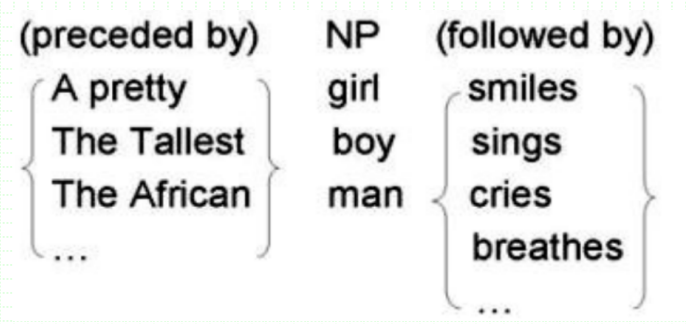 (preceded by) NP (followed by)
A pretty girl smiles
The Tallest boy sings
The African man cries
breathes
...
...